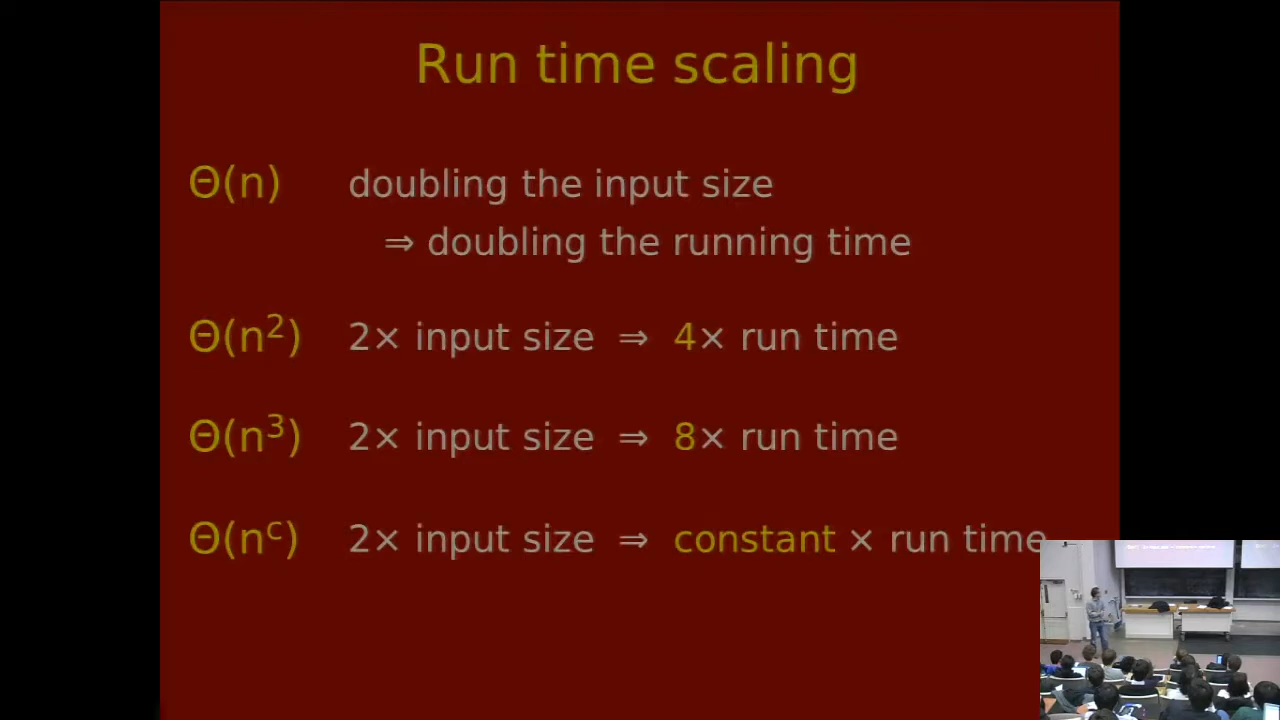 Run time scaling
Θ(n) doubling the input size
⇒ doubling the running time
Θ(n²) 2× input size ⇒ 4× run time
Θ(n³) 2× input size ⇒ 8× run time
Θ(nᶜ) 2× input size ⇒ constant × run time